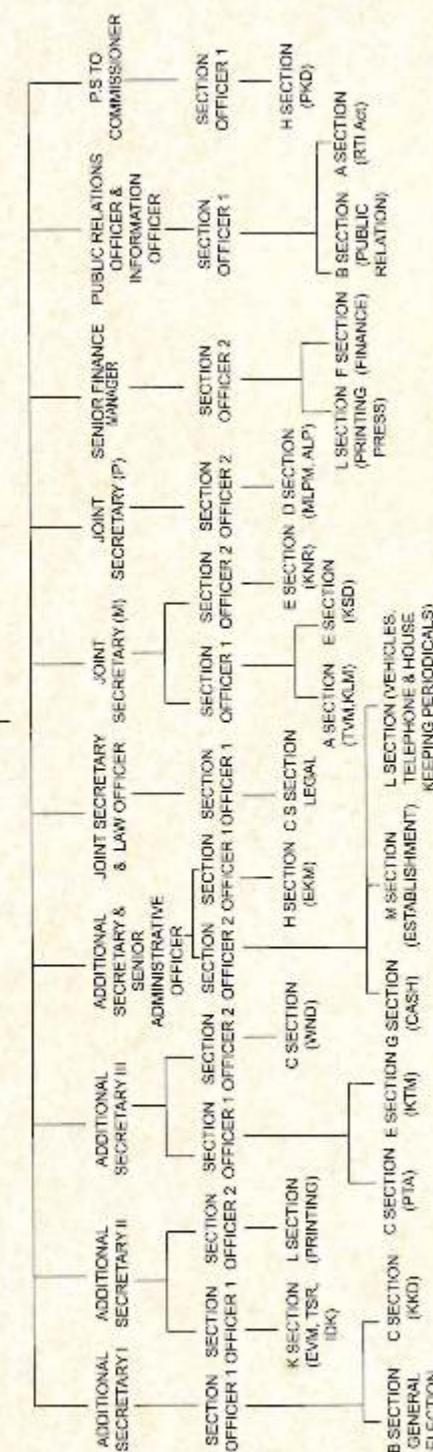 ADDITIONAL
SECRETARY I
ADDITIONAL
SECRETARY II
ADDITIONAL
SECRETARY III
ADDITIONAL
SECRETARY &
SENIOR
ADMINISTRATIVE
OFFICER
JOINT SECRETARY
& LAW OFFICER
JOINT
SECRETARY (M)
JOINT
SECRETARY (P)
SENIOR FINANCE
MANAGER
PUBLIC RELATIONS
OFFICER &
INFORMATION
OFFICER
P.S TO
COMMISSIONER
SECTION
OFFICER 1
SECTION
OFFICER 1
SECTION
OFFICER 2
SECTION
OFFICER 1
SECTION
OFFICER 2
SECTION
OFFICER 2
SECTION
OFFICER 1
SECTION
OFFICER 1
SECTION
OFFICER 1
SECTION
OFFICER 2
SECTION
OFFICER 2
SECTION
OFFICER 2
SECTION
OFFICER 1
SECTION
OFFICER 1
K SECTION
(EVM, TSR,
IDK)
L SECTION
(PRINTING)
C SECTION
(WND)
H SECTION
(EKM)
C S SECTION
LEGAL
E SECTION
(KNR)
D SECTION
(MLPM, ALP)
H SECTION
(PKD)
A SECTION
(TVM,KLM)
E SECTION
(KSD)
L SECTION
(PRINTING
PRESS)
F SECTION
(FINANCE)
B SECTION
(PUBLIC
RELATION)
A SECTION
(RTI Act)
B SECTION
GENERAL
ELECTION
C SECTION
(KKD)
C SECTION
(PTA)
E SECTION
(KTM)
G SECTION
(CASH)
M SECTION
(ESTABLISHMENT)
L SECTION (VEHICLES,
TELEPHONE & HOUSE
KEEPING PERIODICALS)